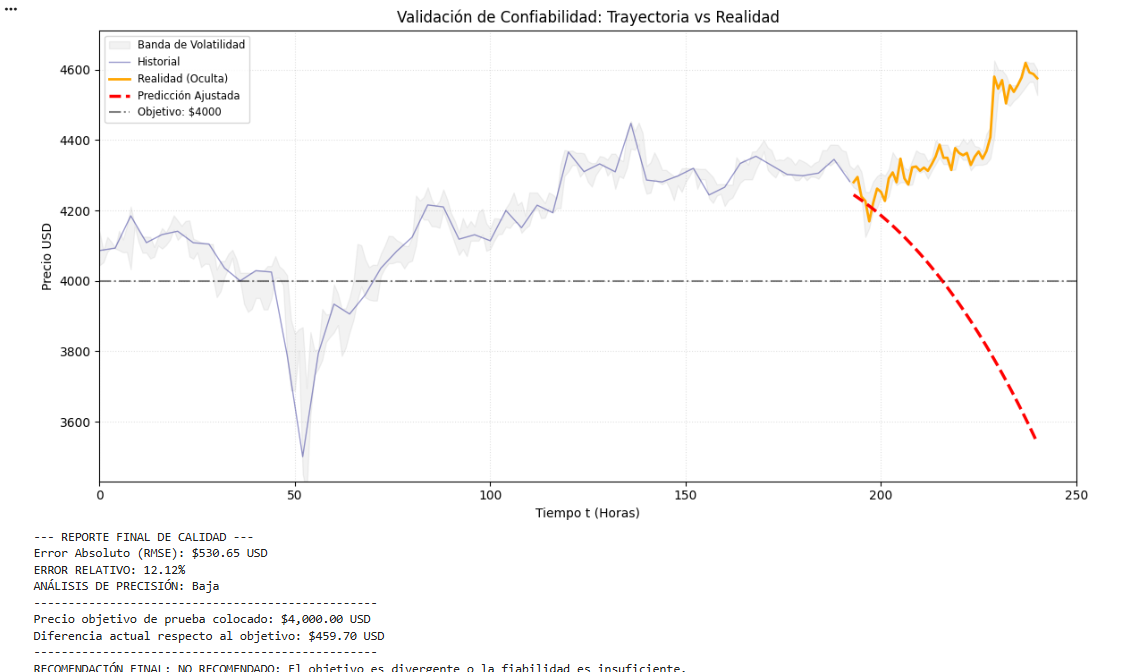 Validación de Confiabilidad: Trayectoria vs Realidad
Banda de Volatilidad
Historial
Realidad (Oculta)
Predicción Ajustada
Objetivo: $4000
4600
4400
4200
4000
3800
3600
Precio USD
0 50 100 150 200 250
Tiempo t (Horas)
--- REPORTE FINAL DE CALIDAD ---
Error Absoluto (RMSE): $530.65 USD
ERROR RELATIVO: 12.12%
ANÁLISIS DE PRECISIÓN: Baja
--------------------------------------------------
Precio objetivo de prueba colocado: $4,000.00 USD
Diferencia actual respecto al objetivo: $459.70 USD
--------------------------------------------------
RECOMENDACIÓN FINAL: NO RECOMENDADO: El objetivo es divergente o la fiabilidad es insuficiente.